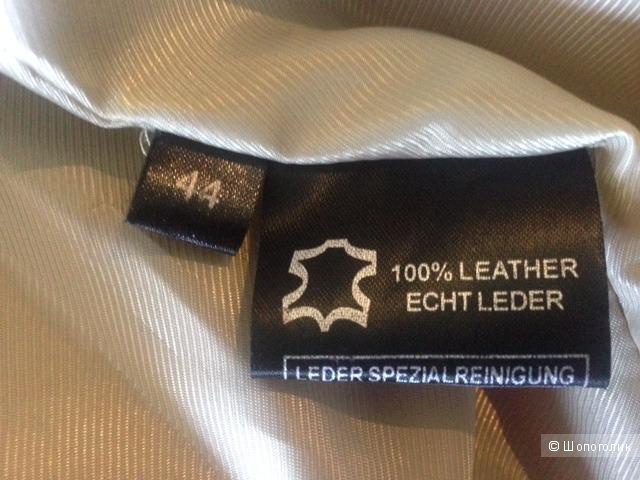 44
100% LEATHER
ECHT LEDER
LEDER SPEZIALREINIGUNG
© Шопоголик